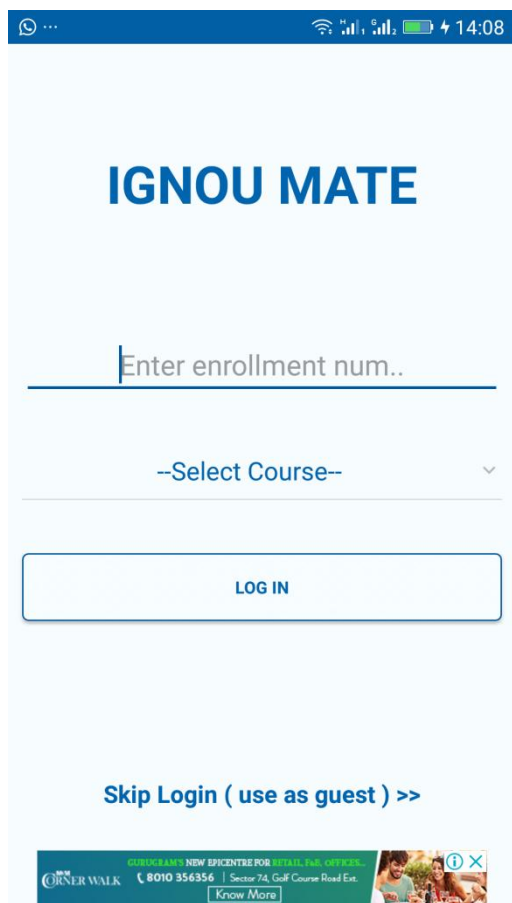 14:08
IGNOU MATE
Enter enrollment num..
--Select Course--
LOG IN
Skip Login ( use as guest ) >>
GURUGRAM'S NEW EPICENTRE FOR RETAIL, F&B, OFFICES...
CORNER WALK
8010 356356 | Sector 74, Golf Course Road Ext.
Know More